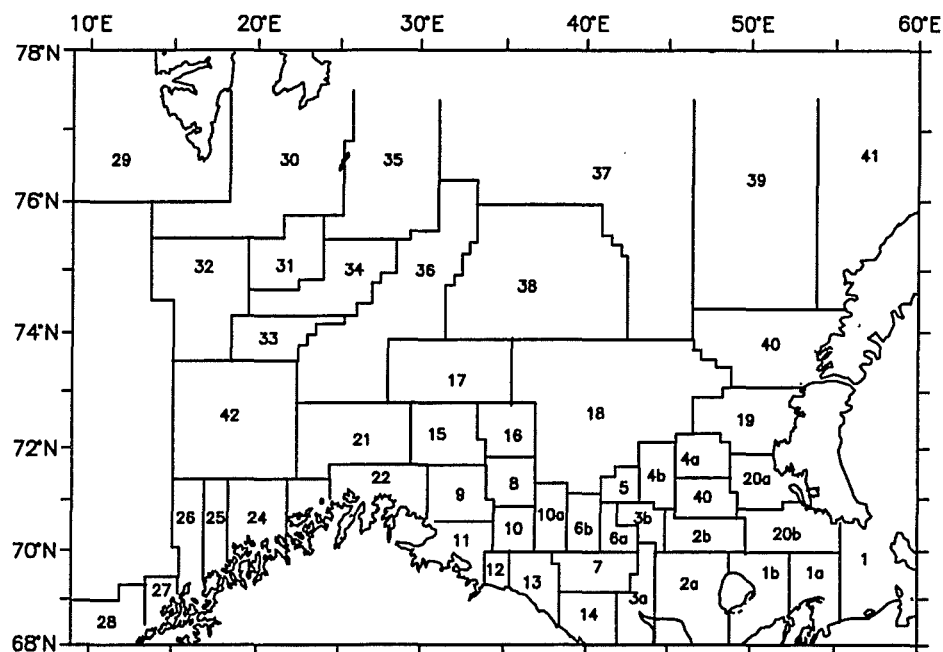 10°E 20°E 30°E 40°E 50°E 60°E
78°N
29 30 35 37 39 41
76°N
32 31 34 36 38
74°N
33 40
17
42 18 19
21 15 16
72°N
22 9 8 5 4b 4a 20a
26 25 24 10 10a 6b 3b 40
11 6a 2b 20b
70°N
12 13 7 1
27 2a 1b 1a
28 14 3a
68°N